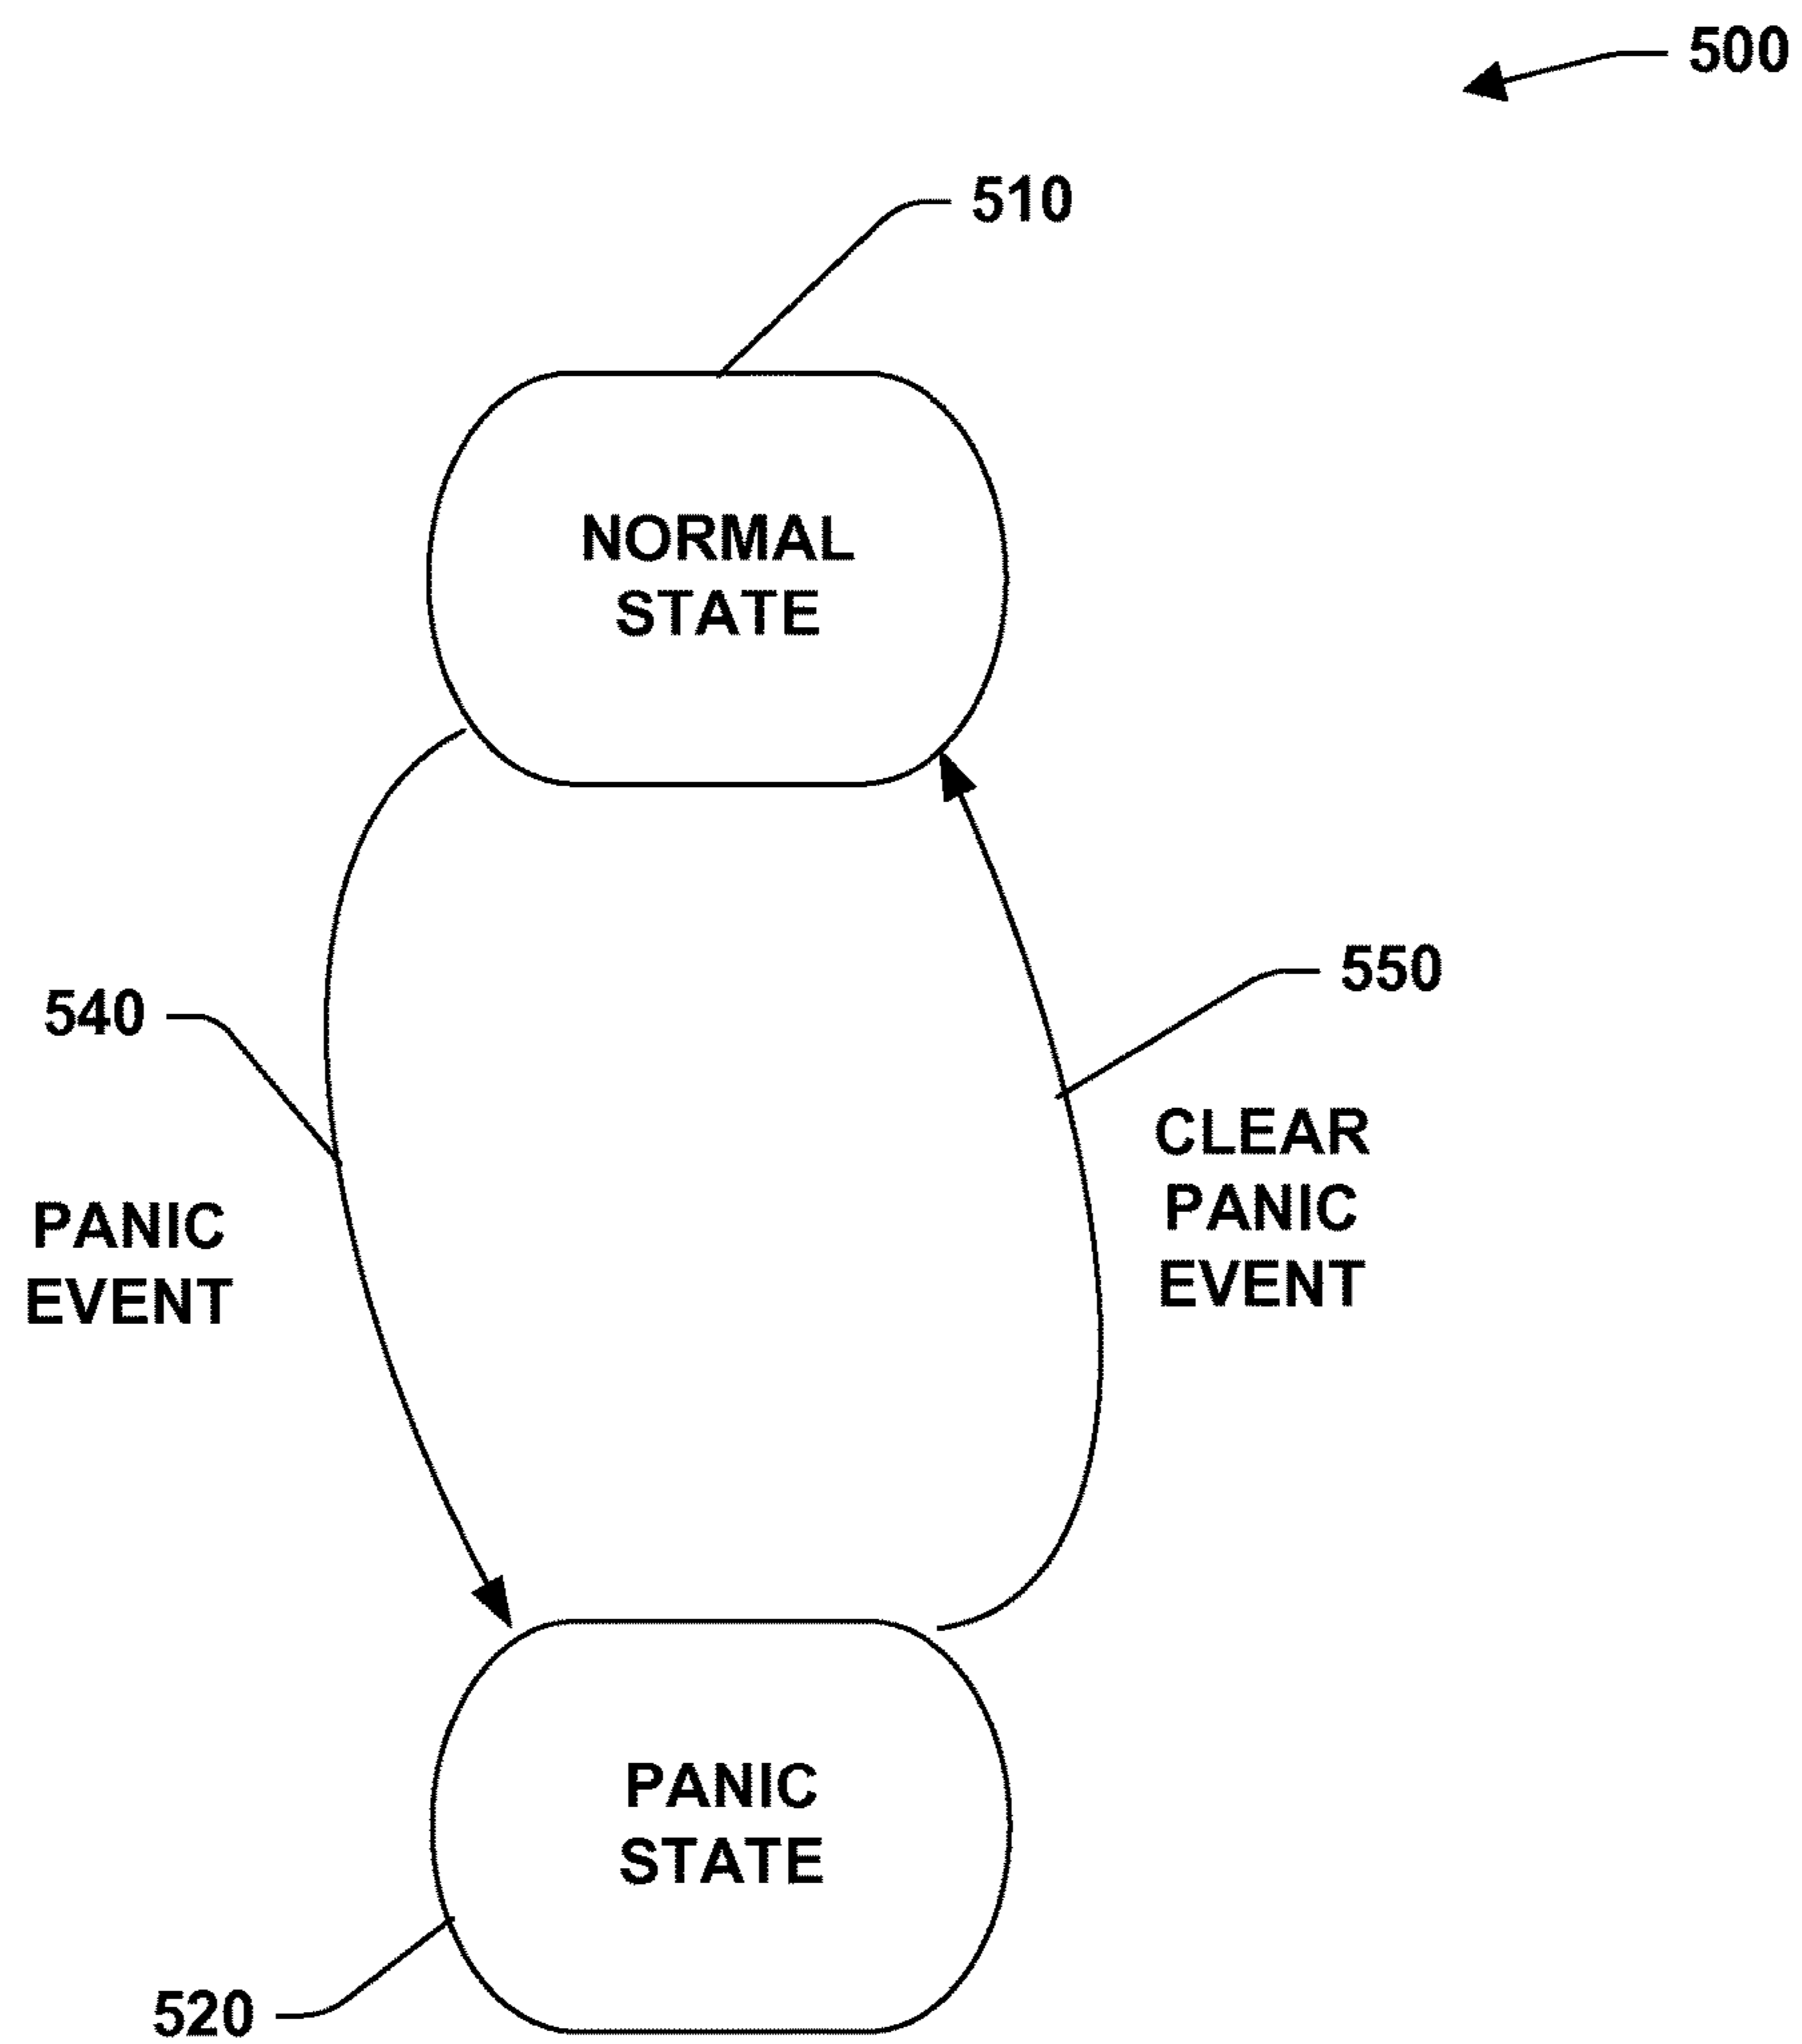 500
510
NORMAL
STATE
550
540
CLEAR
PANIC
EVENT
PANIC
EVENT
PANIC
STATE
520